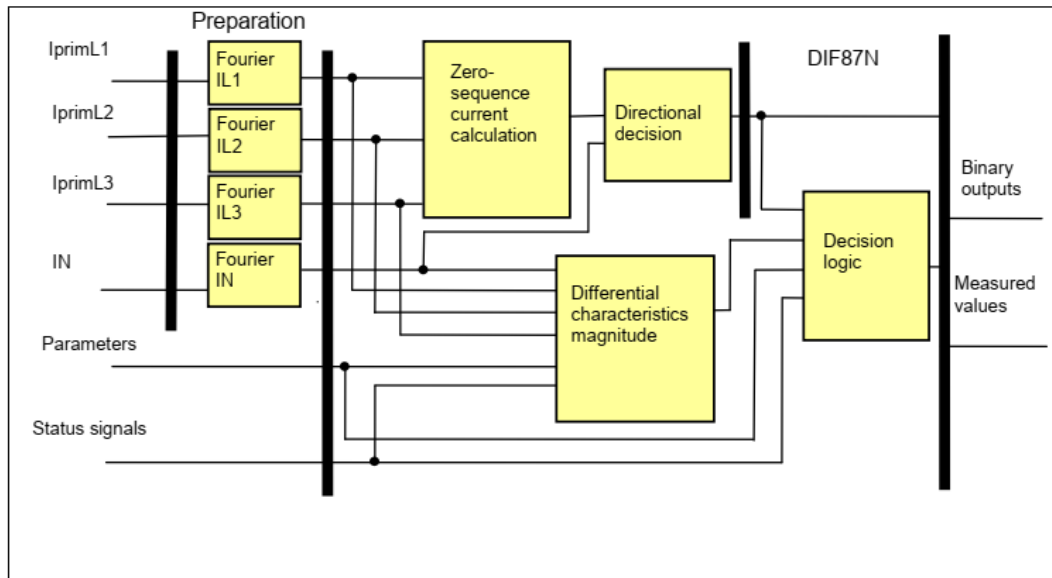 Preparation
IprimL1
IprimL2
IprimL3
IN
Parameters
Status signals
Fourier
IL1
Fourier
IL2
Fourier
IL3
Fourier
IN
Zero-
sequence
current
calculation
Directional
decision
Differential
characteristics
magnitude
DIF87N
Decision
logic
Binary
outputs
Measured
values